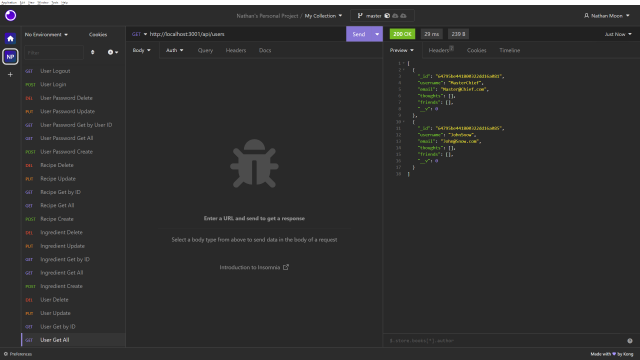 Application Edit View Window Tools Help
Nathan's Personal Project / My Collection
master
Nathan Moon
No Environment Cookies
GET http://localhost:3001/api/users Send
200 OK 29 ms 239 B Just Now
Filter
Body Auth Query Headers Docs
Preview Headers Cookies Timeline
NP
GET User Logout
POST User Login
DEL User Password Delete
PUT User Password Update
GET User Password Get by User ID
GET User Password Get All
POST User Password Create
DEL Recipe Delete
PUT Recipe Update
GET Recipe Get by ID
GET Recipe Get All
POST Recipe Create
DEL Ingredient Delete
PUT Ingredient Update
GET Ingredient Get by ID
GET Ingredient Get All
POST Ingredient Create
DEL User Delete
PUT User Update
GET User Get by ID
GET User Get All
Enter a URL and send to get a response
Select a body type from above to send data in the body of a request
Introduction to Insomnia
1 [
2 {
3 "_id":
4 "username": "MasterChief",
5 "email": "Master@Chief.com",
6 "thoughts": [],
7 "friends": [],
8 "__v": 0
9 },
10 {
11 "_id":
12 "username": "JohnSnow",
13 "email": "John@Snow.com",
14 "thoughts": [],
15 "friends": [],
16 "__v": 0
17 }
18 ]
$.store.books[*].author
Preferences
Made with ♥ by Kong